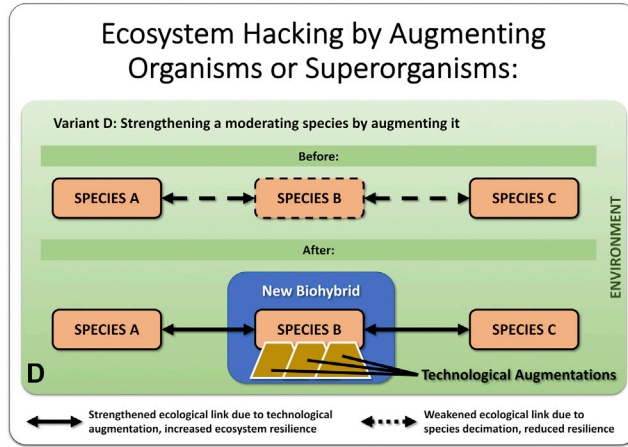 Ecosystem Hacking by Augmenting
Organisms or Superorganisms:
Variant D: Strengthening a moderating species by augmenting it
Before:
SPECIES A
SPECIES B
SPECIES C
After:
New Biohybrid
SPECIES A
SPECIES B
SPECIES C
Technological Augmentations
D
ENVIRONMENT
Strengthened ecological link due to technological
augmentation, increased ecosystem resilience
Weakened ecological link due to
species decimation, reduced resilience